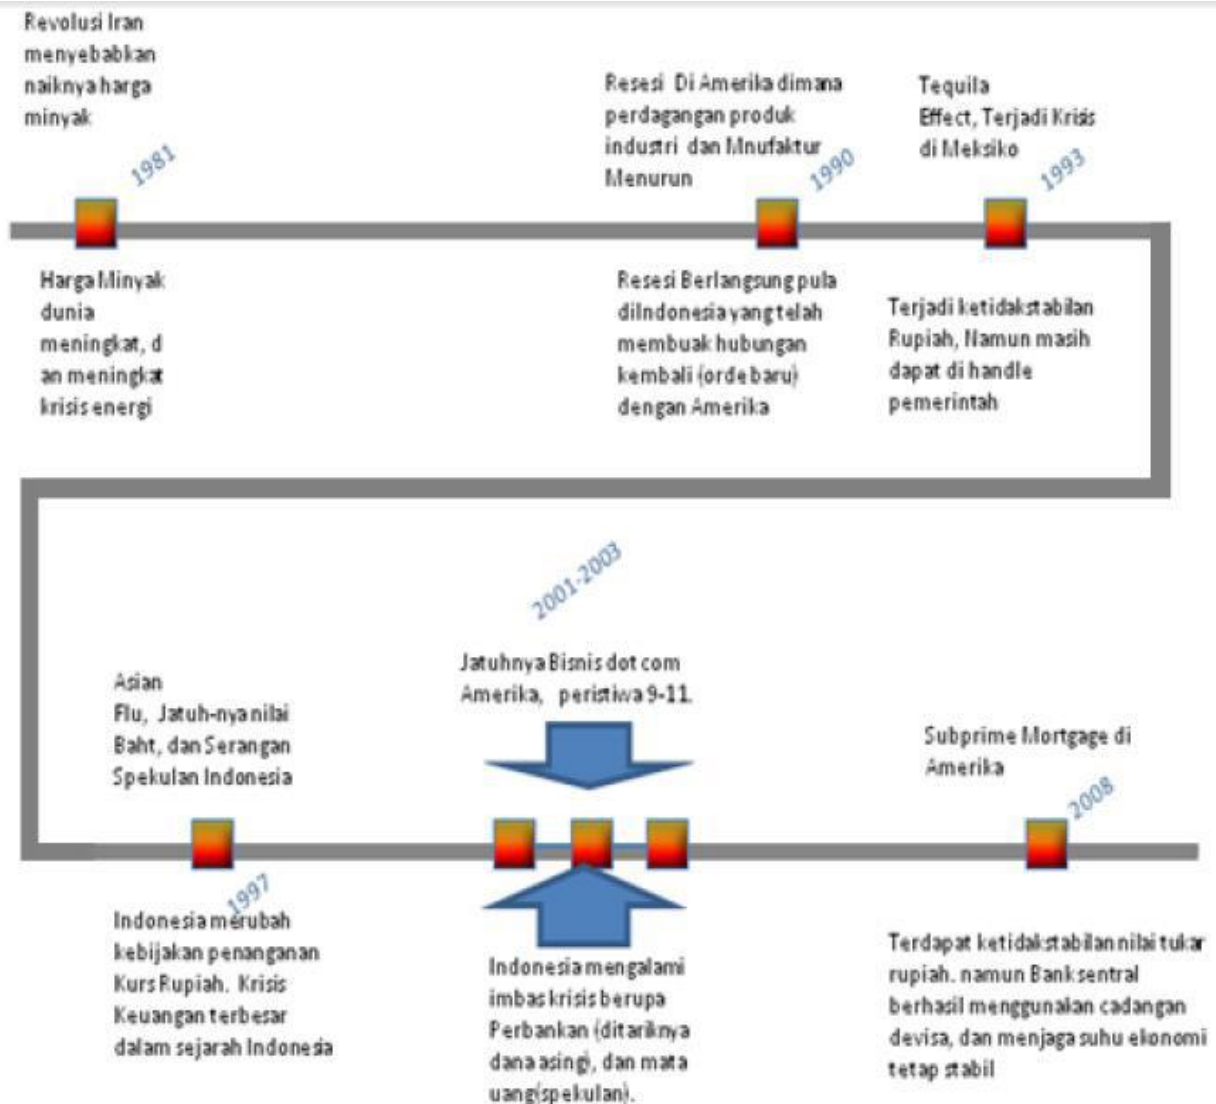 Revolusi Iran
menyebabkan
naiknya harga
minyak
1981
Harga Minyak
dunia
meningkat, d
an meningkat
krisis energi
Resesi Di Amerika dimana
perdagangan produk
industri dan Mnufaktur
Menurun
1990
Resesi Berlangsung pula
diIndonesia yang telah
membuak hubungan
kembali (orde baru)
dengan Amerika
Tequila
Effect, Terjadi Krisis
di Meksiko
1993
Terjadi ketidakstabilan
Rupiah, Namun masih
dapat di handle
pemerintah
Asian
Flu, Jatuh-nya nilai
Baht, dan Serangan
Spekulan Indonesia
1997
Indonesia merubah
kebijakan penanganan
Kurs Rupiah. Krisis
Keuangan terbesar
dalam sejarah Indonesia
2001-2003
Jatuhnya Bisnis dot com
Amerika, peristiwa 9-11.
Indonesia mengalami
imbas krisis berupa
Perbankan (ditariknya
dana asing), dan mata
uang(spekulan).
Subprime Mortgage di
Amerika
2008
Terdapat ketidakstabilan nilai tukar
rupiah. namun Bank sentral
berhasil menggunakan cadangan
devisa, dan menjaga suhu ekonomi
tetap stabil